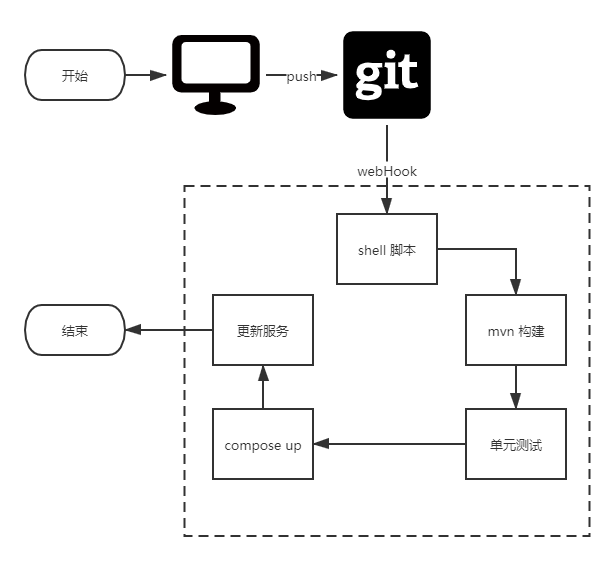 开始
push
git
webHook
shell 脚本
mvn 构建
单元测试
compose up
更新服务
结束